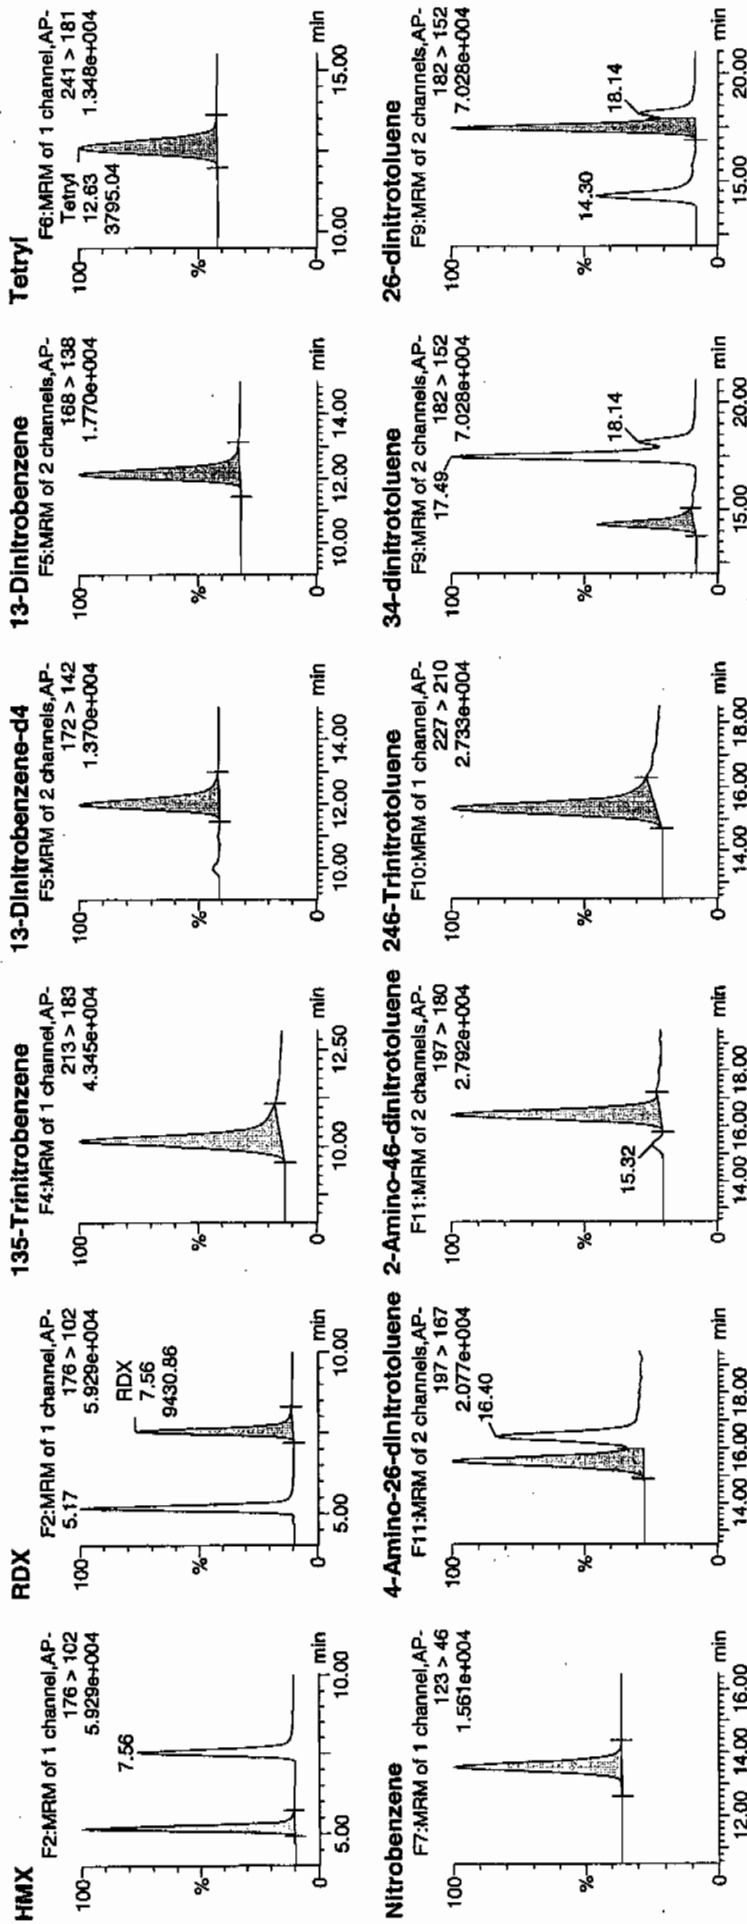 HMX
F2:MRM of 1 channel,AP-
176 > 102
5.929e+004
100
7.56
%
0
5.00
10.00
min
RDX
F2:MRM of 1 channel,AP-
176 > 102
5.929e+004
100
5.17
RDX
7.56
9430.86
%
0
5.00
10.00
min
135-Trinitrobenzene
F4:MRM of 1 channel,AP-
213 > 183
4.345e+004
100
%
0
10.00
12.50
min
13-Dinitrobenzene-d4
F5:MRM of 2 channels,AP-
172 > 142
1.370e+004
100
%
0
10.00
12.00
14.00
min
13-Dinitrobenzene
F5:MRM of 2 channels,AP-
168 > 138
1.770e+004
100
%
0
10.00
12.00
14.00
min
Tetryl
F6:MRM of 1 channel,AP-
241 > 181
1.348e+004
100
Tetryl
12.63
3795.04
%
0
10.00
15.00
min
Nitrobenzene
F7:MRM of 1 channel,AP-
123 > 46
1.561e+004
100
%
0
12.00
14.00
16.00
min
4-Amino-26-dinitrotoluene
F11:MRM of 2 channels,AP-
197 > 167
2.077e+004
100
16.40
%
0
14.00
16.00
18.00
min
2-Amino-46-dinitrotoluene
F11:MRM of 2 channels,AP-
197 > 180
2.792e+004
100
15.32
%
0
14.00
16.00
18.00
min
246-Trinitrotoluene
F10:MRM of 1 channel,AP-
227 > 210
2.733e+004
100
%
0
14.00
16.00
18.00
min
34-dinitrotoluene
F9:MRM of 2 channels,AP-
182 > 152
7.028e+004
100
17.49
18.14
%
0
15.00
20.00
min
26-dinitrotoluene
F9:MRM of 2 channels,AP-
182 > 152
7.028e+004
100
14.30
18.14
%
0
15.00
20.00
min